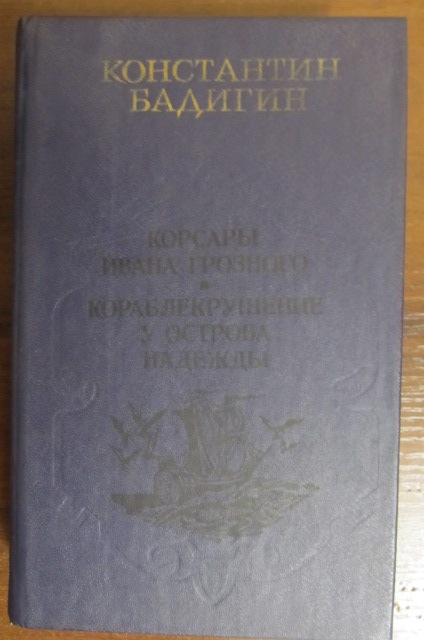 КОНСТАНТИН
БАДИГИН
КОРСАРЫ
ИВАНА ГРОЗНОГО
КОРАБЛЕКРУШЕНИЕ
У ОСТРОВА
НАДЕЖДЫ